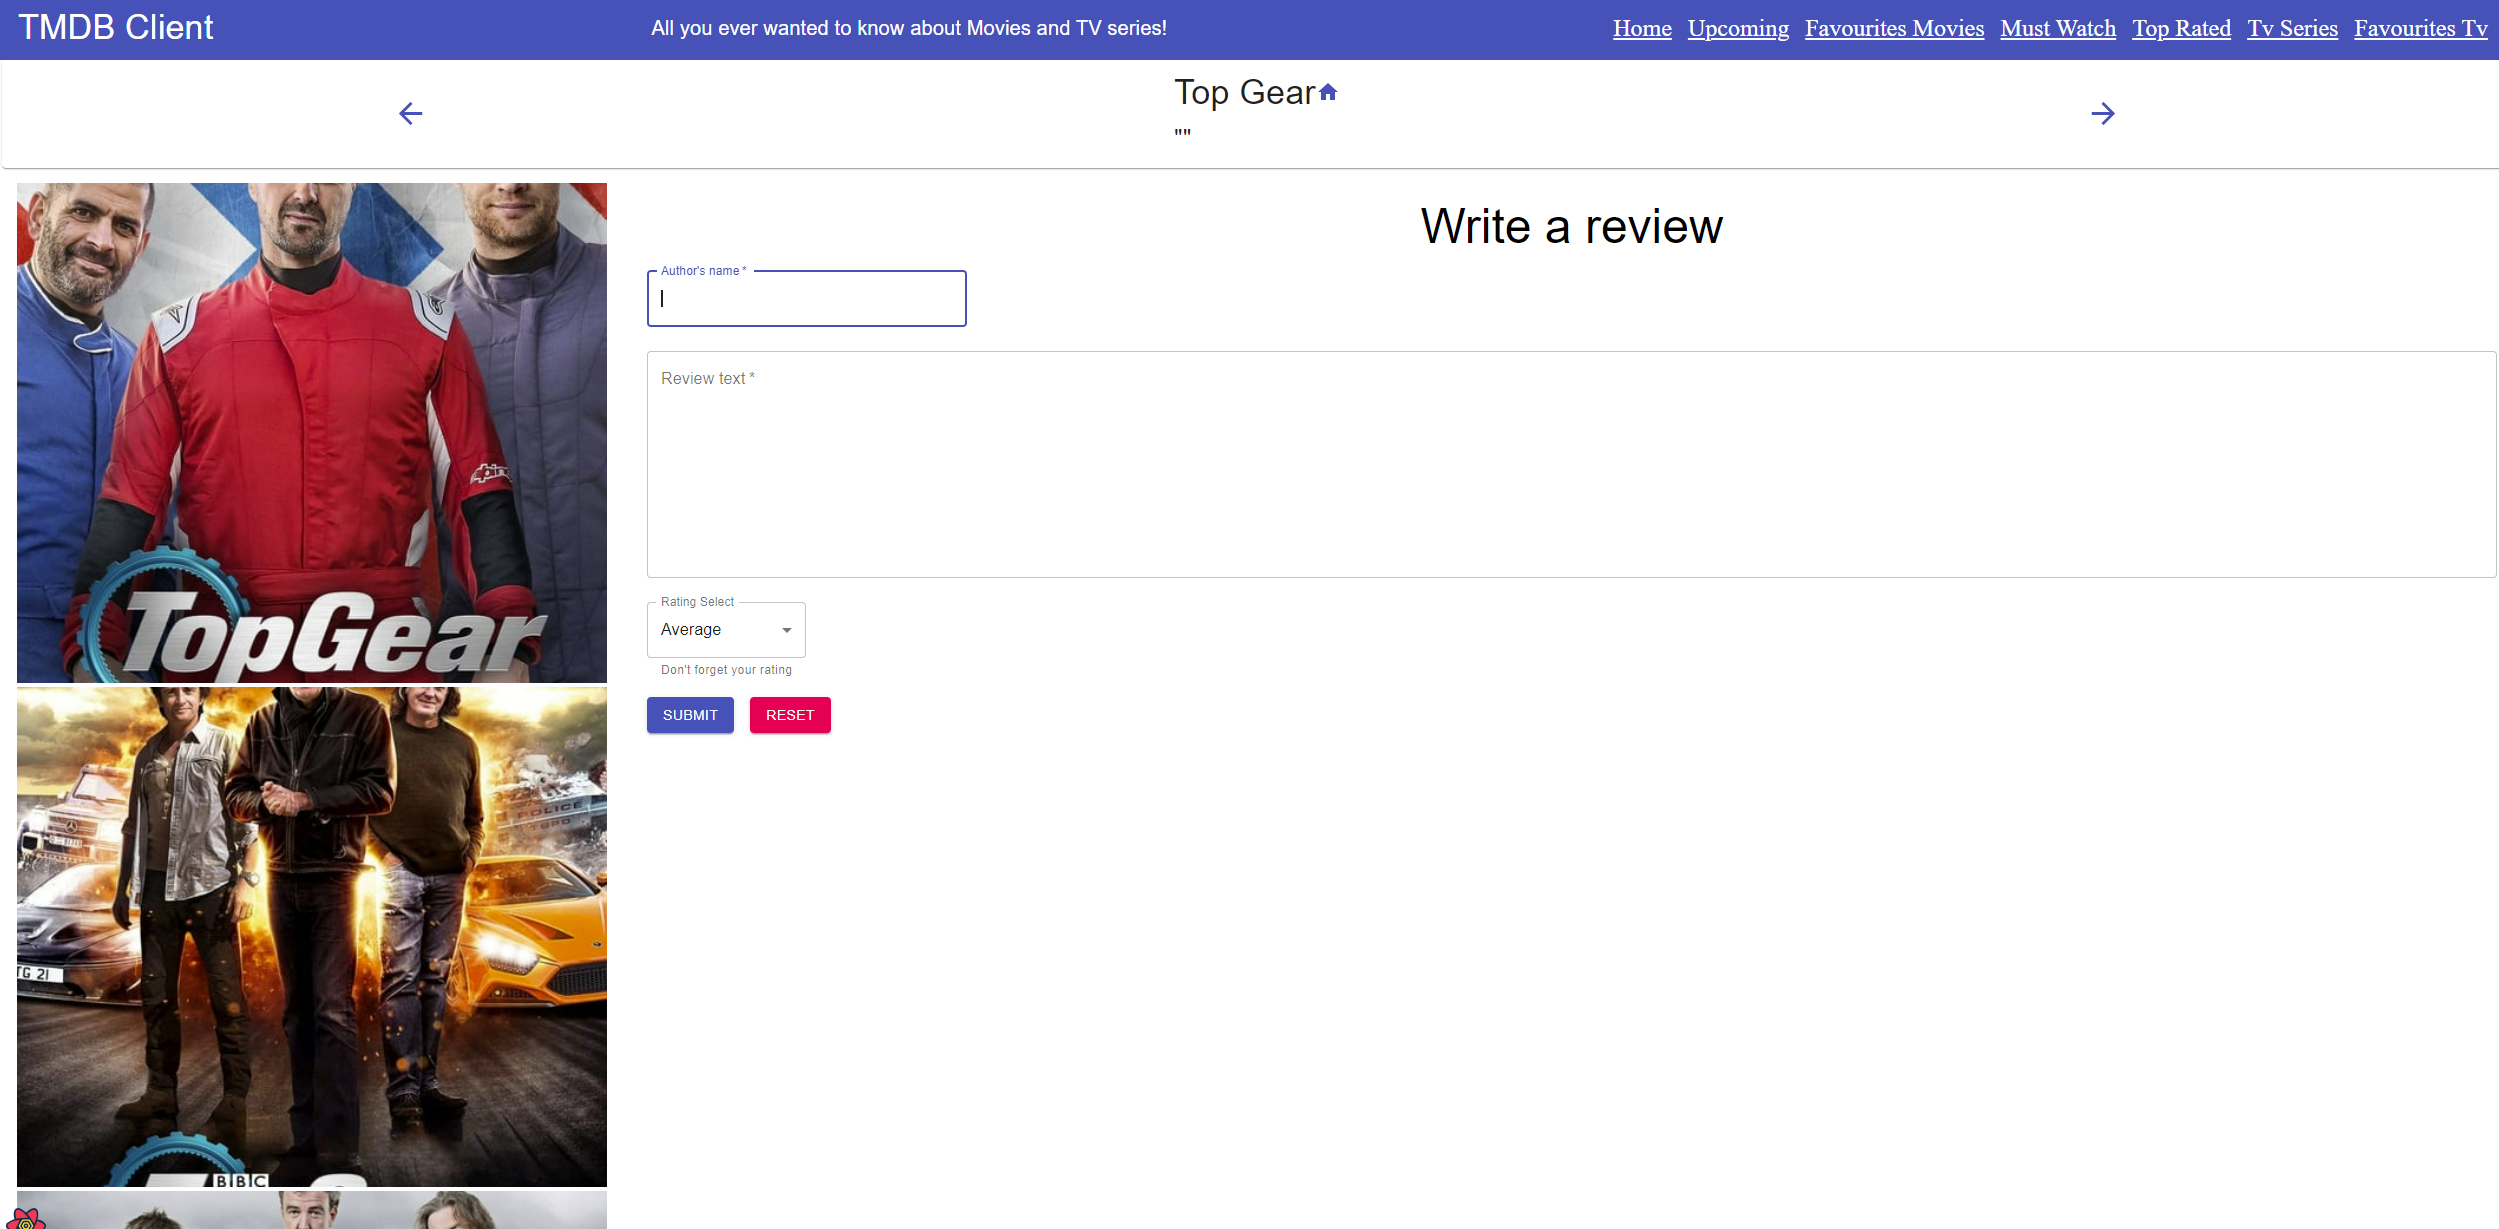 TMDB Client
All you ever wanted to know about Movies and TV series!
Home Upcoming Favourites Movies Must Watch Top Rated Tv Series Favourites Tv
Top Gear
""
Write a review
Author's name *
Review text *
Rating Select
Average
Don't forget your rating
SUBMIT RESET
alpinestars
TopGear
POLICE
TGPD
TG 21
BBC